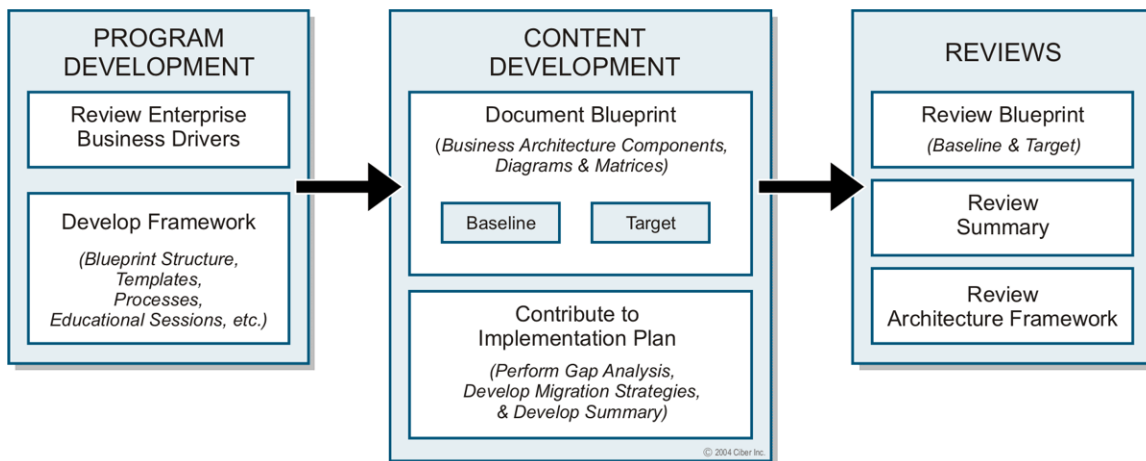 PROGRAM
DEVELOPMENT
Review Enterprise
Business Drivers
Develop Framework
(Blueprint Structure,
Templates,
Processes,
Educational Sessions, etc.)
CONTENT
DEVELOPMENT
Document Blueprint
(Business Architecture Components,
Diagrams & Matrices)
Baseline
Target
Contribute to
Implementation Plan
(Perform Gap Analysis,
Develop Migration Strategies,
& Develop Summary)
© 2004 Ciber Inc.
REVIEWS
Review Blueprint
(Baseline & Target)
Review
Summary
Review
Architecture Framework